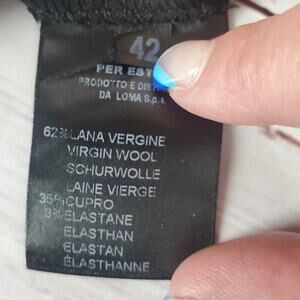 42
PER EST
PRODOTTO E DIST
DA LOMA S.p.A.
62%LANA VERGINE
VIRGIN WOOL
SCHURWOLLE
LAINE VIERGE
35%CUPRO
3%ELASTANE
ELASTHAN
ELASTAN
ELASTHANNE